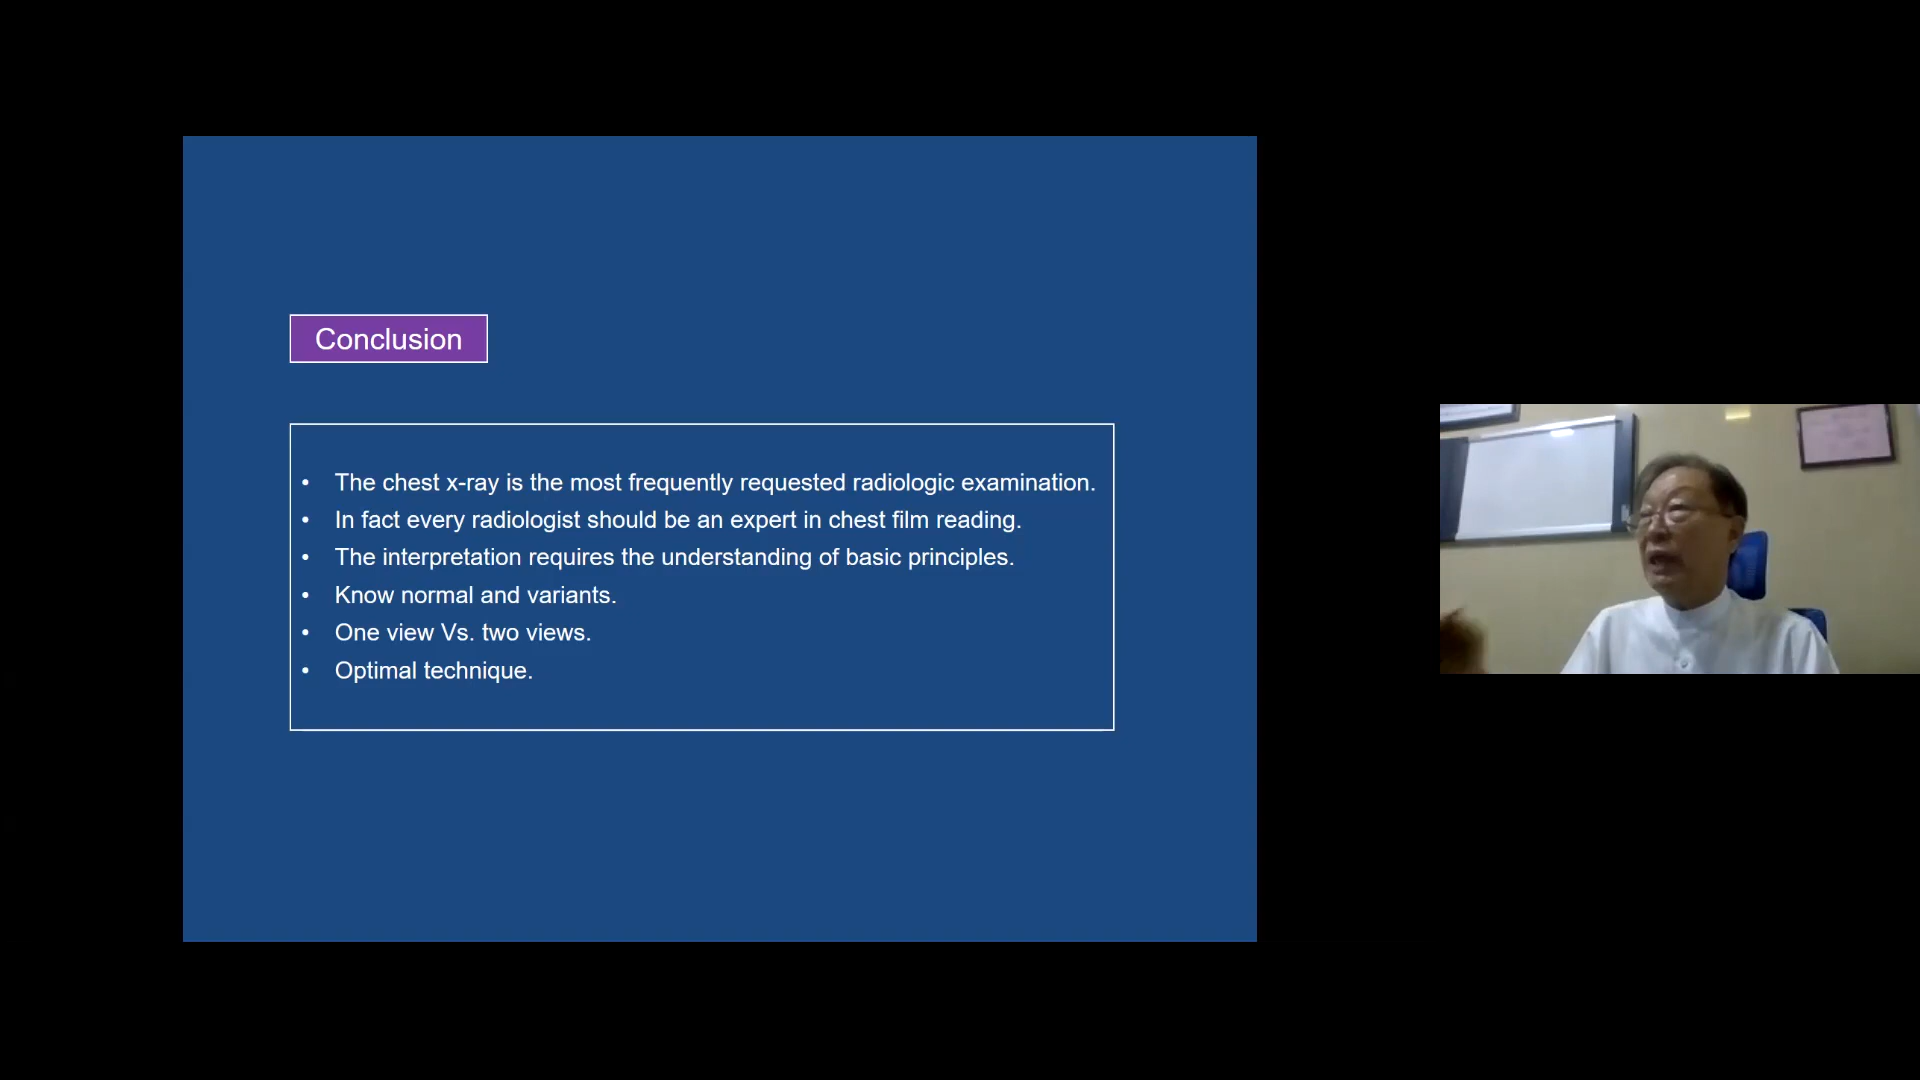 Conclusion
• The chest x-ray is the most frequently requested radiologic examination.
• In fact every radiologist should be an expert in chest film reading.
• The interpretation requires the understanding of basic principles.
• Know normal and variants.
• One view Vs. two views.
• Optimal technique.